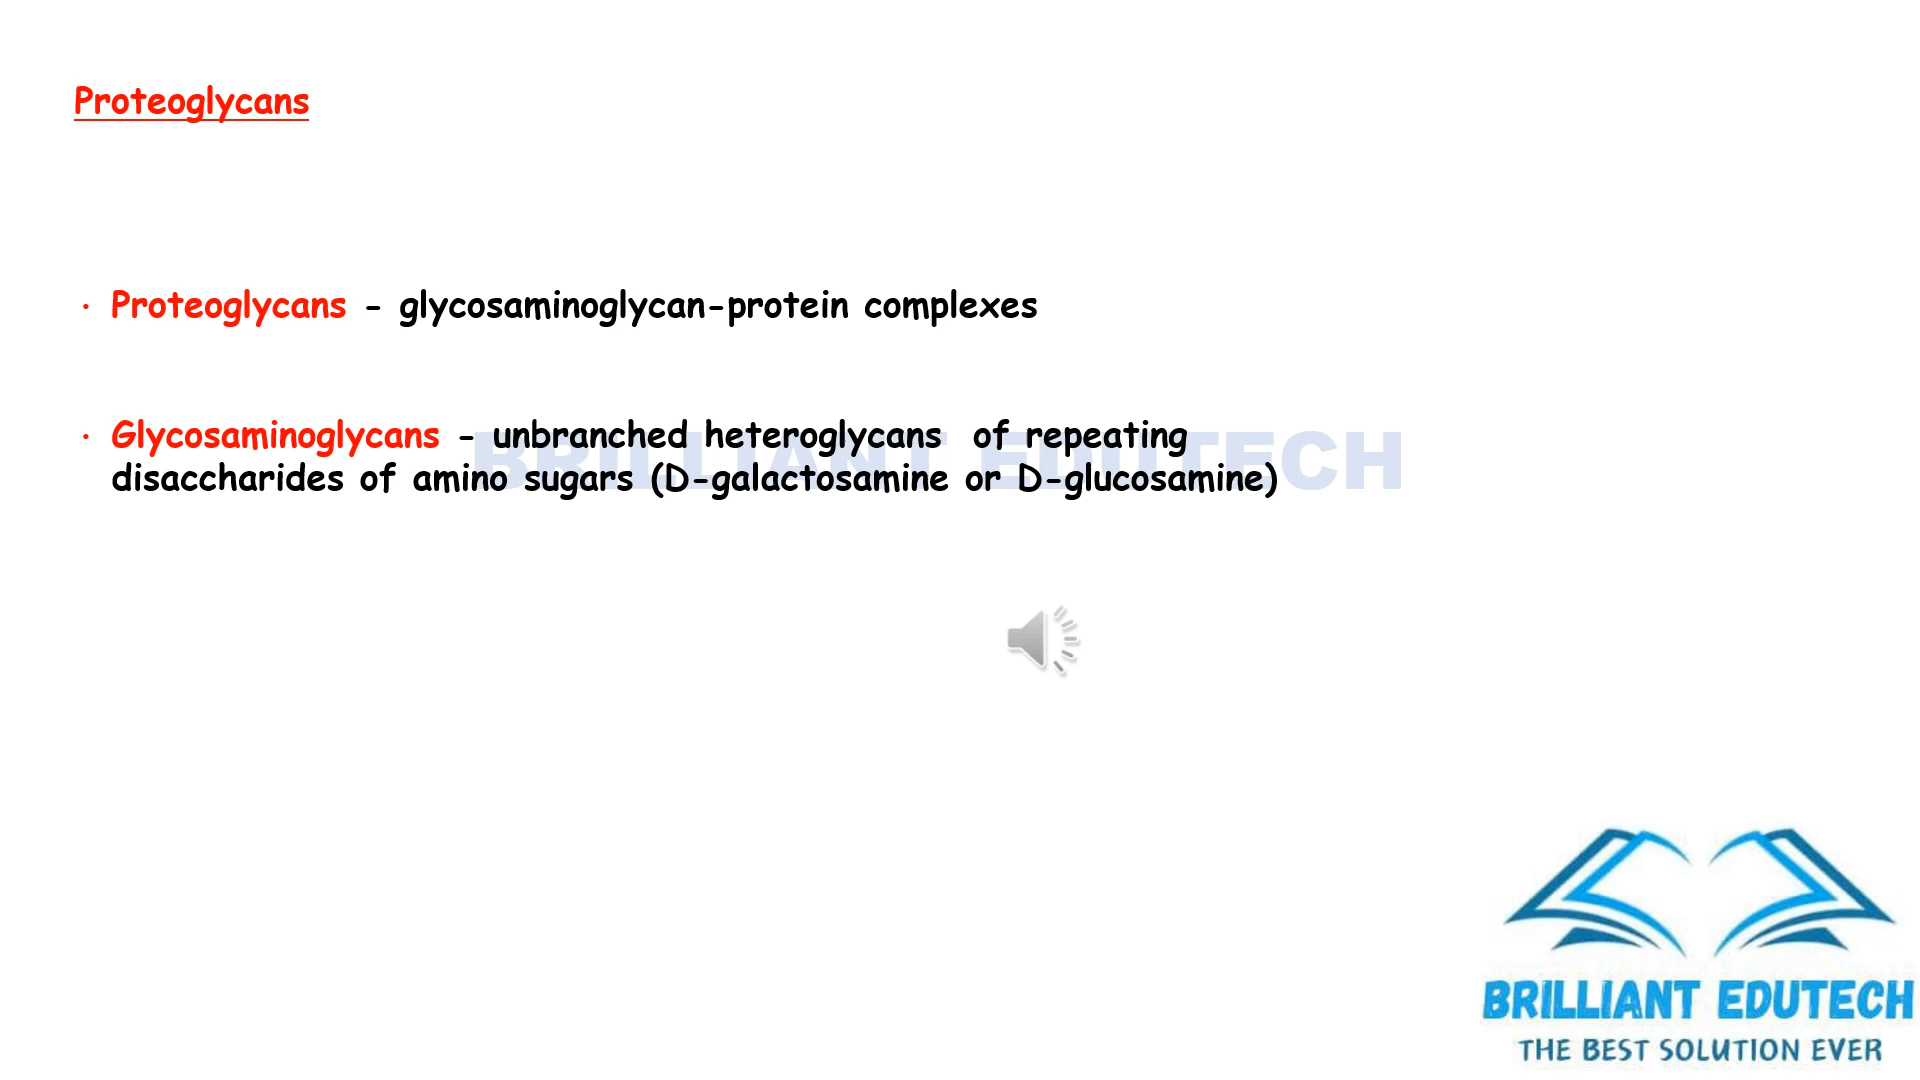 Proteoglycans
• Proteoglycans - glycosaminoglycan-protein complexes
• Glycosaminoglycans - unbranched heteroglycans of repeating
disaccharides of amino sugars (D-galactosamine or D-glucosamine)
BRILLIANT EDUTECH
BRILLIANT EDUTECH
THE BEST SOLUTION EVER